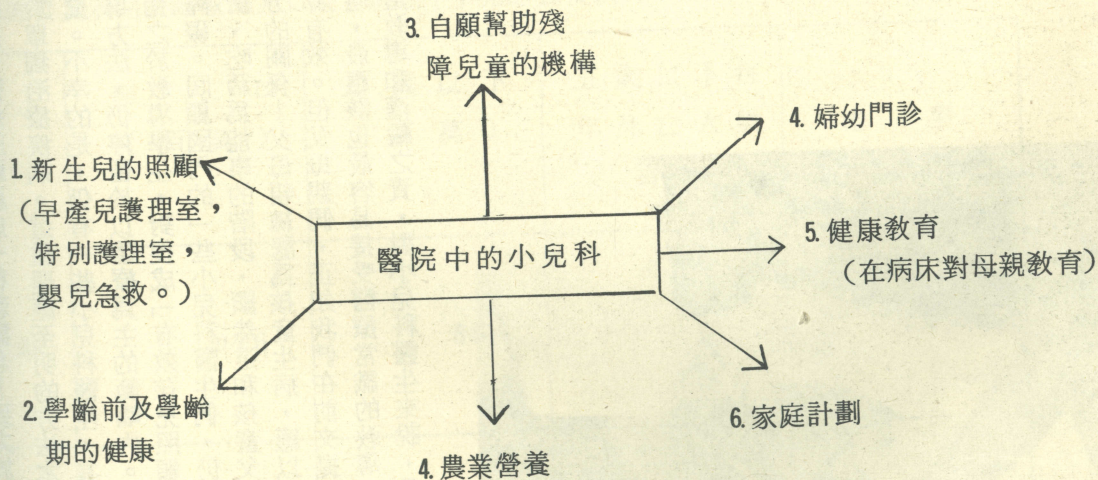 3. 自願幫助殘
障兒童的機構
4. 婦幼門診
1 新生兒的照顧
（早產兒護理室，
特別護理室，
嬰兒急救。）
醫院中的小兒科
5. 健康教育
（在病床對母親教育）
2 學齡前及學齡
期的健康
4. 農業營養
6. 家庭計劃